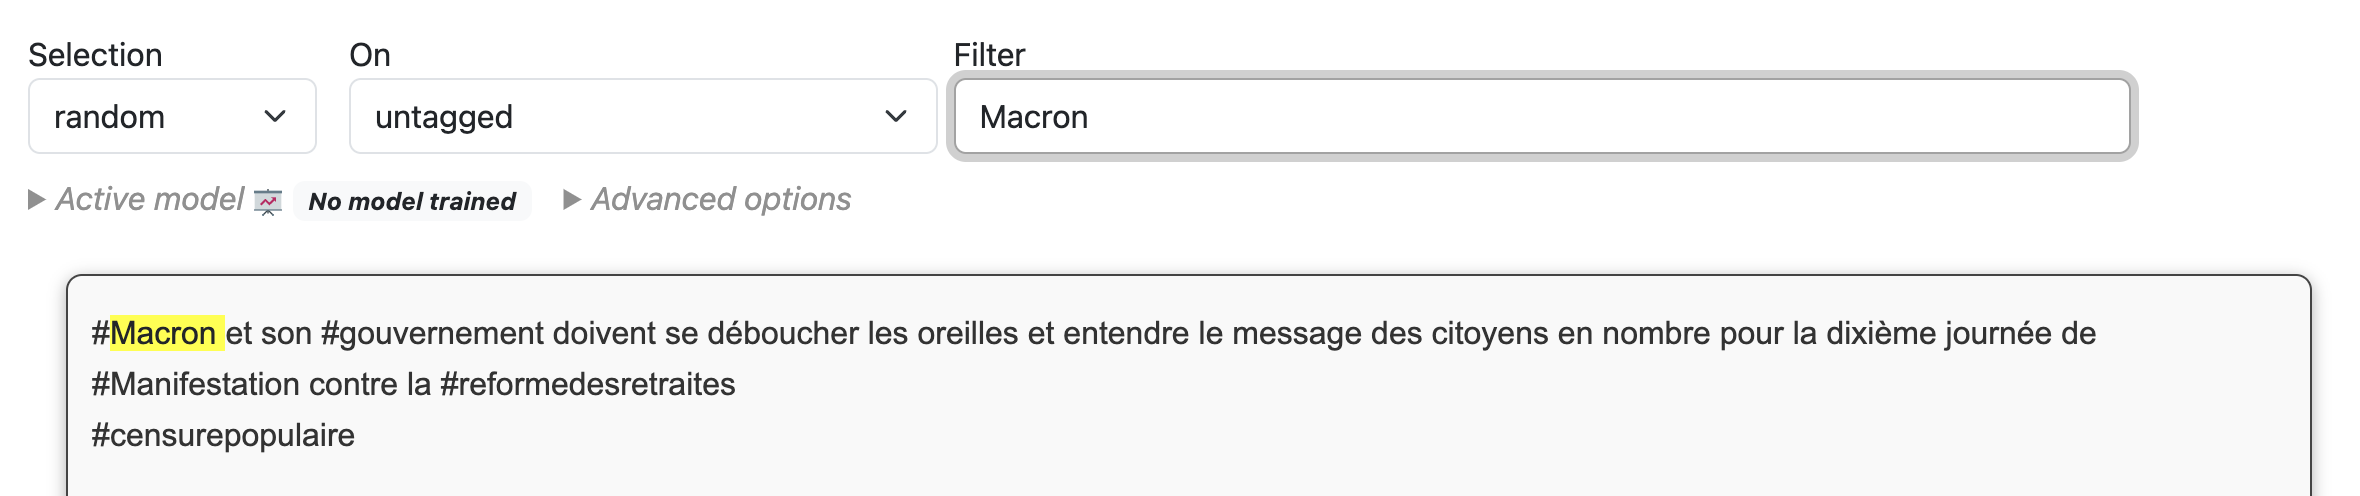 Selection On Filter
random untagged Macron
Active model No model trained Advanced options
#Macron et son #gouvernement doivent se déboucher les oreilles et entendre le message des citoyens en nombre pour la dixième journée de
#Manifestation contre la #reformedesretraites
#censurepopulaire